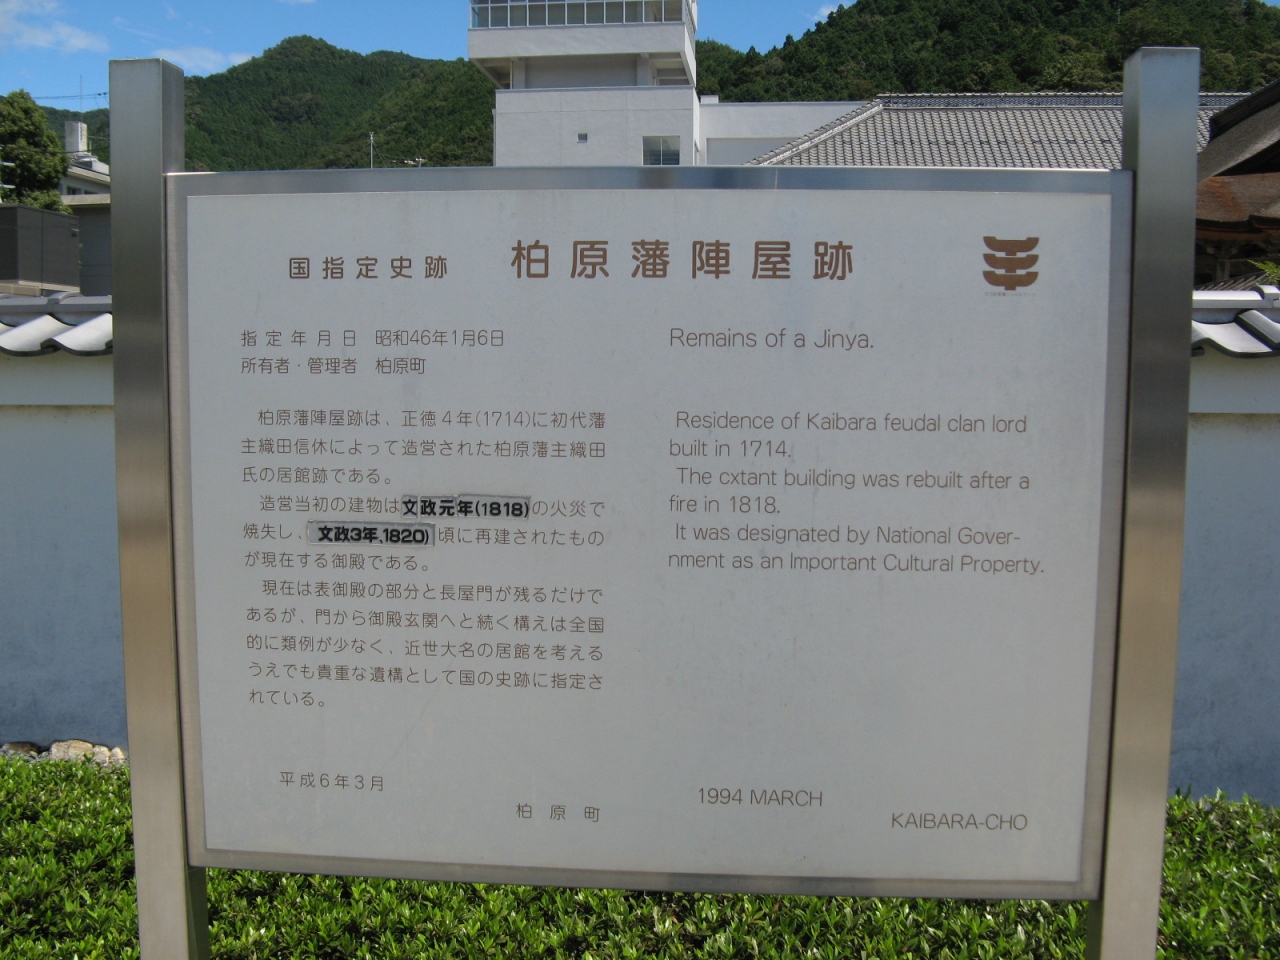 国指定史跡 柏原藩陣屋跡
指定年月日 昭和46年1月6日
所有者・管理者 柏原町
柏原藩陣屋跡は、正徳4年(1714)に初代藩
主織田信休によって造営された柏原藩主織田
氏の居館跡である。
造営当初の建物は文政元年(1818)の火災で
焼失し、文政3年,1820)頃に再建されたもの
が現在する御殿である。
現在は表御殿の部分と長屋門が残るだけで
あるが、門から御殿玄関へと続く構えは全国
的に類例が少なく、近世大名の居館を考える
うえでも貴重な遺構として国の史跡に指定さ
れている。
平成6年3月
柏原町
Remains of a Jinya.
Residence of Kaibara feudal clan lord
built in 1714.
The cxtant building was rebuilt after a
fire in 1818.
It was designated by National Gover-
nment as an Important Cultural Property.
1994 MARCH
KAIBARA-CHO